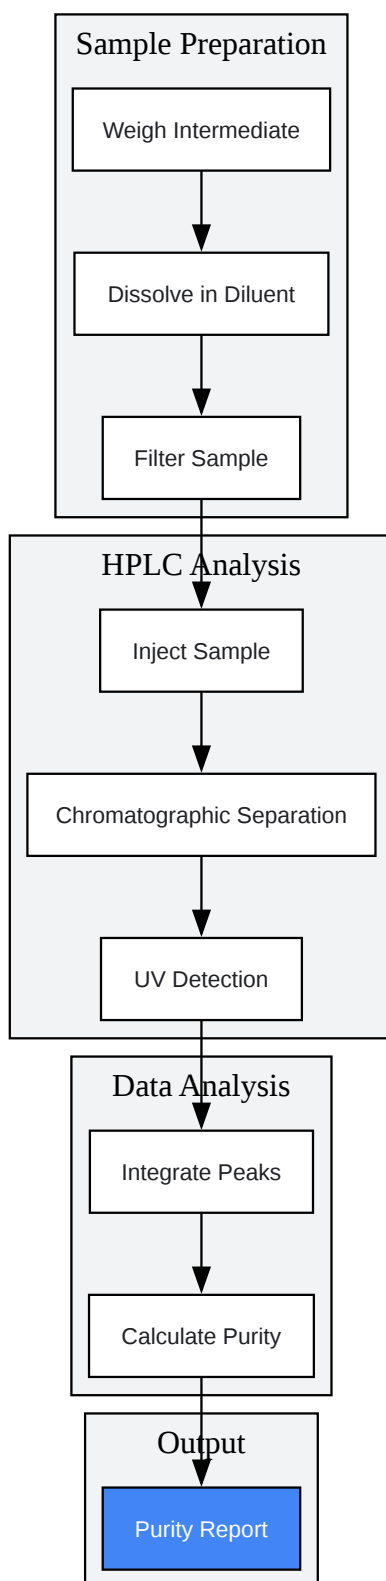 Sample Preparation
Weigh Intermediate
Dissolve in Diluent
Filter Sample
HPLC Analysis
Inject Sample
Chromatographic Separation
UV Detection
Data Analysis
Integrate Peaks
Calculate Purity
Output
Purity Report